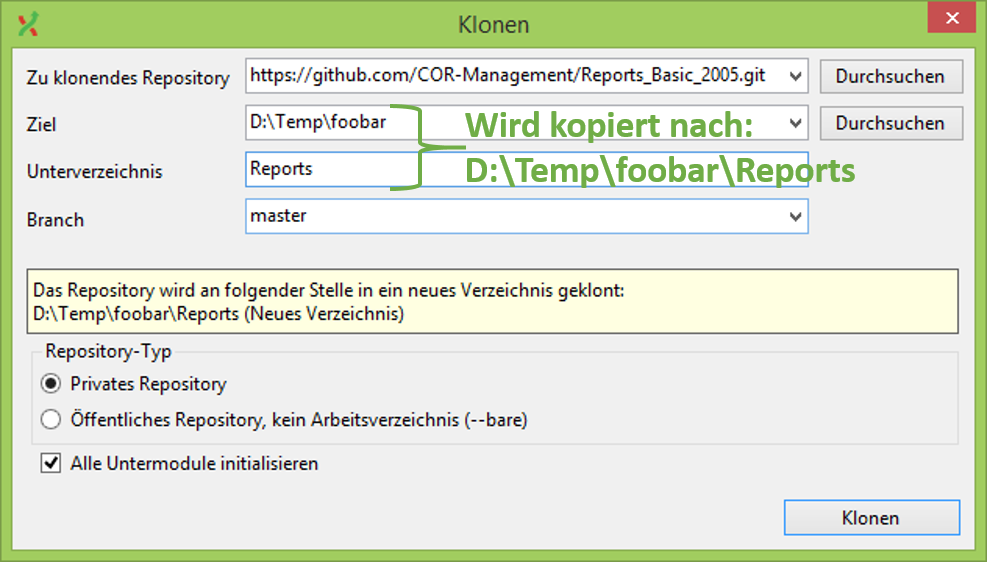 Klonen
Zu klonendes Repository https://github.com/COR-Management/Reports_Basic_2005.git Durchsuchen
Ziel D:\Temp\foobar Durchsuchen
Wird kopiert nach:
Unterverzeichnis Reports
D:\Temp\foobar\Reports
Branch master
Das Repository wird an folgender Stelle in ein neues Verzeichnis geklont:
D:\Temp\foobar\Reports (Neues Verzeichnis)
Repository-Typ
Privates Repository
Öffentliches Repository, kein Arbeitsverzeichnis (--bare)
Alle Untermodule initialisieren
Klonen